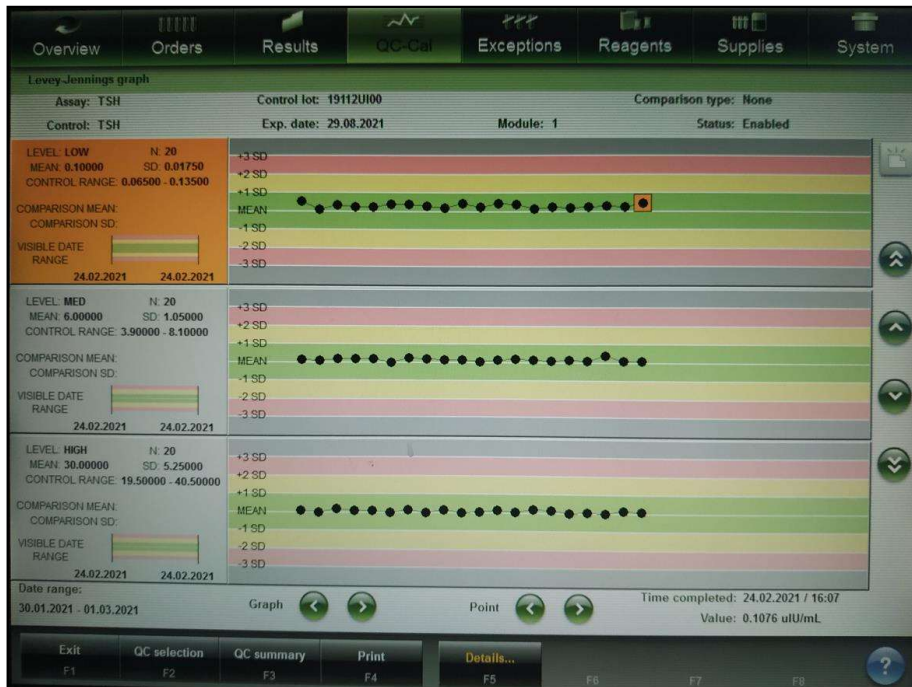 Overview Orders Results QC-Cal Exceptions Reagents Supplies System
Levey-Jennings graph
Assay: TSH Control lot: 19112UI00 Comparison type: None
Control: TSH Exp. date: 29.08.2021 Module: 1 Status: Enabled
LEVEL: LOW N: 20
MEAN: 0.10000 SD: 0.01750
CONTROL RANGE: 0.06500 - 0.13500
COMPARISON MEAN:
COMPARISON SD:
VISIBLE DATE
RANGE
24.02.2021 24.02.2021
+3 SD
+2 SD
+1 SD
MEAN
-1 SD
-2 SD
-3 SD
LEVEL: MED N: 20
MEAN: 6.00000 SD: 1.05000
CONTROL RANGE: 3.90000 - 8.10000
COMPARISON MEAN:
COMPARISON SD:
VISIBLE DATE
RANGE
24.02.2021 24.02.2021
+3 SD
+2 SD
+1 SD
MEAN
-1 SD
-2 SD
-3 SD
LEVEL: HIGH N: 20
MEAN: 30.00000 SD: 5.25000
CONTROL RANGE: 19.50000 - 40.50000
COMPARISON MEAN:
COMPARISON SD:
VISIBLE DATE
RANGE
24.02.2021 24.02.2021
+3 SD
+2 SD
+1 SD
MEAN
-1 SD
-2 SD
-3 SD
Date range:
30.01.2021 - 01.03.2021
Graph Point
Time completed: 24.02.2021 / 16:07
Value: 0.1076 uIU/mL
Exit QC selection QC summary Print Details... ?
F1 F2 F3 F4 F5 F6 F7 F8